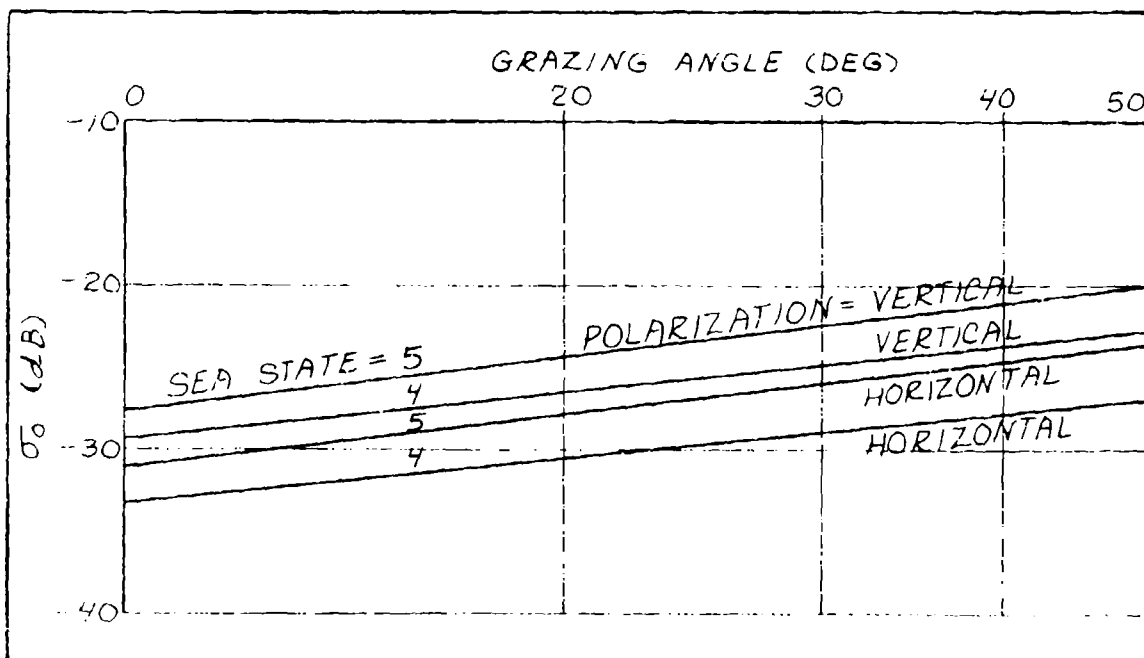 GRAZING ANGLE (DEG)
0 20 30 40 50
-10
-20
-30
-40
σ₀ (dB)
POLARIZATION = VERTICAL
SEA STATE = 5
VERTICAL
4
HORIZONTAL
5
HORIZONTAL
4